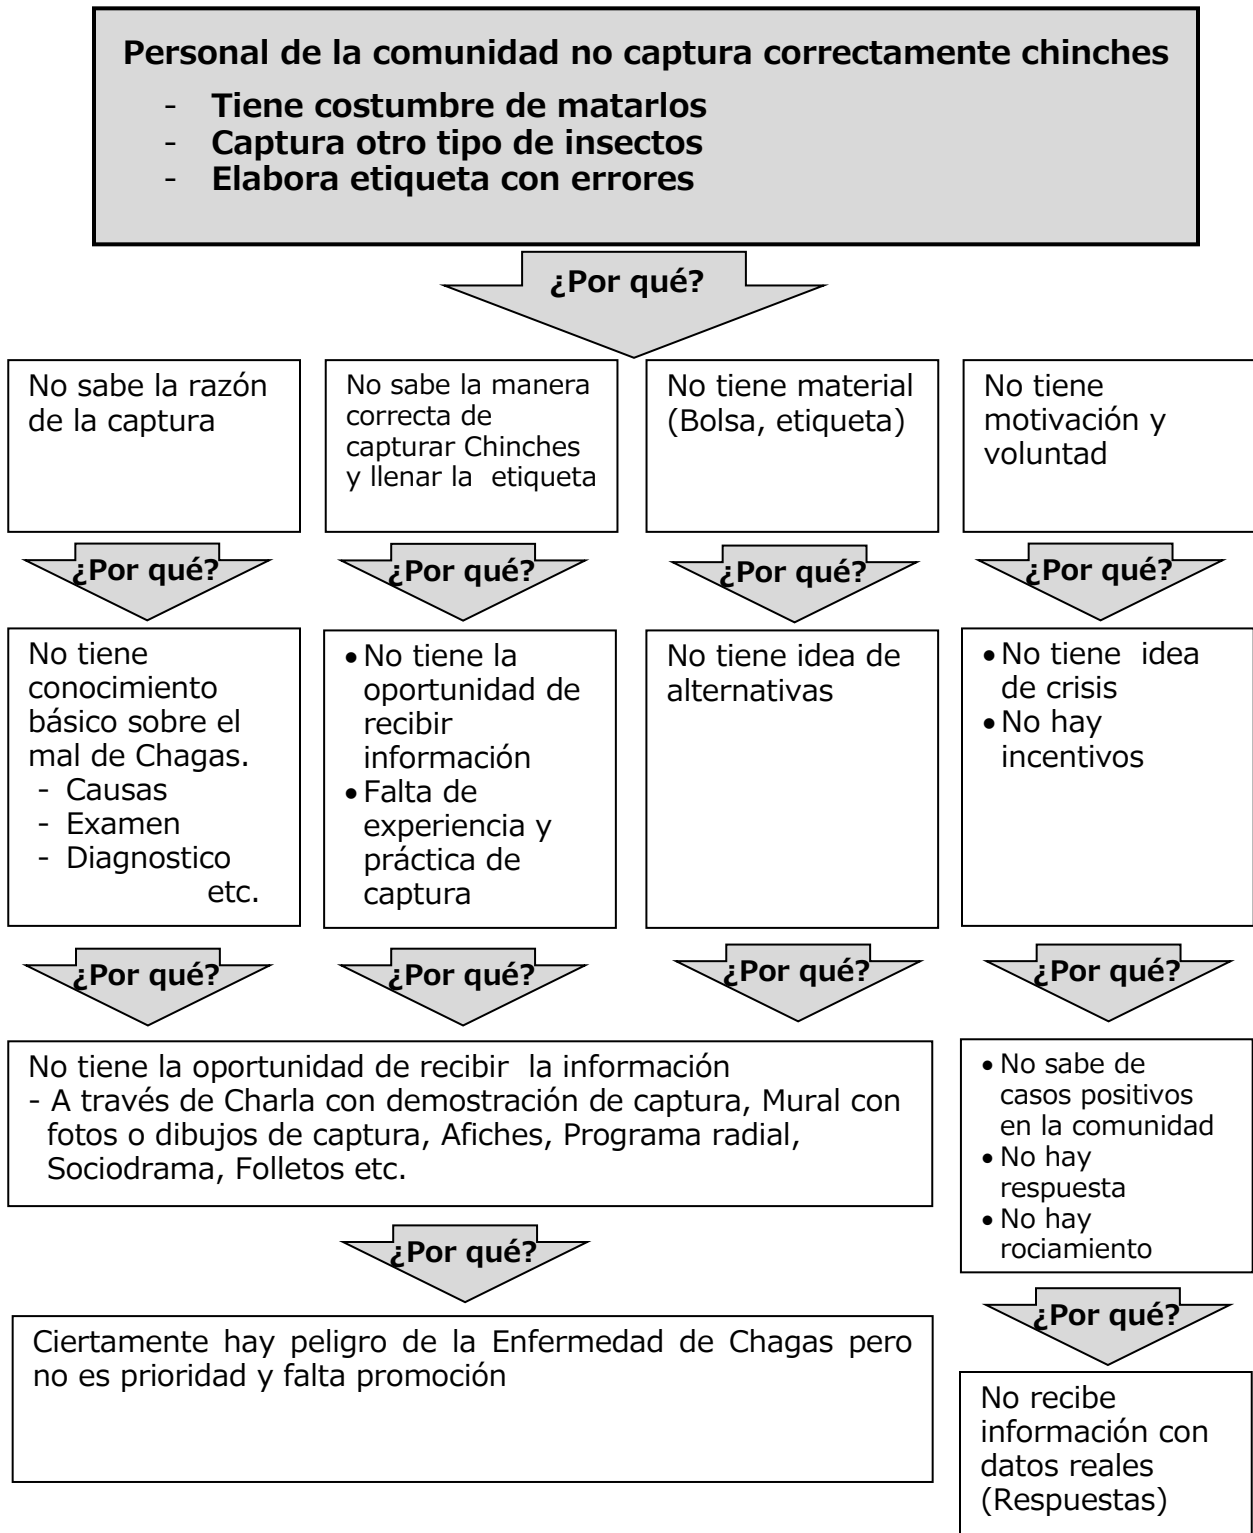 Personal de la comunidad no captura correctamente chinches
- Tiene costumbre de matarlos
- Captura otro tipo de insectos
- Elabora etiqueta con errores
¿Por qué?
No sabe la razón
de la captura
No sabe la manera
correcta de
capturar Chinches
y llenar la  etiqueta
No tiene material
(Bolsa, etiqueta)
No tiene
motivación y
voluntad
¿Por qué?
¿Por qué?
¿Por qué?
¿Por qué?
No tiene
conocimiento
básico sobre el
mal de Chagas.
- Causas
- Examen
- Diagnostico
etc.
• No tiene la
oportunidad de
recibir
información
• Falta de
experiencia y
práctica de
captura
No tiene idea de
alternativas
• No tiene  idea
de crisis
• No hay
incentivos
¿Por qué?
¿Por qué?
¿Por qué?
¿Por qué?
No tiene la oportunidad de recibir  la información
- A través de Charla con demostración de captura, Mural con
fotos o dibujos de captura, Afiches, Programa radial,
Sociodrama, Folletos etc.
• No sabe de
casos positivos
en la comunidad
• No hay
respuesta
• No hay
rociamiento
¿Por qué?
¿Por qué?
Ciertamente hay peligro de la Enfermedad de Chagas pero
no es prioridad y falta promoción
No recibe
información con
datos reales
(Respuestas)